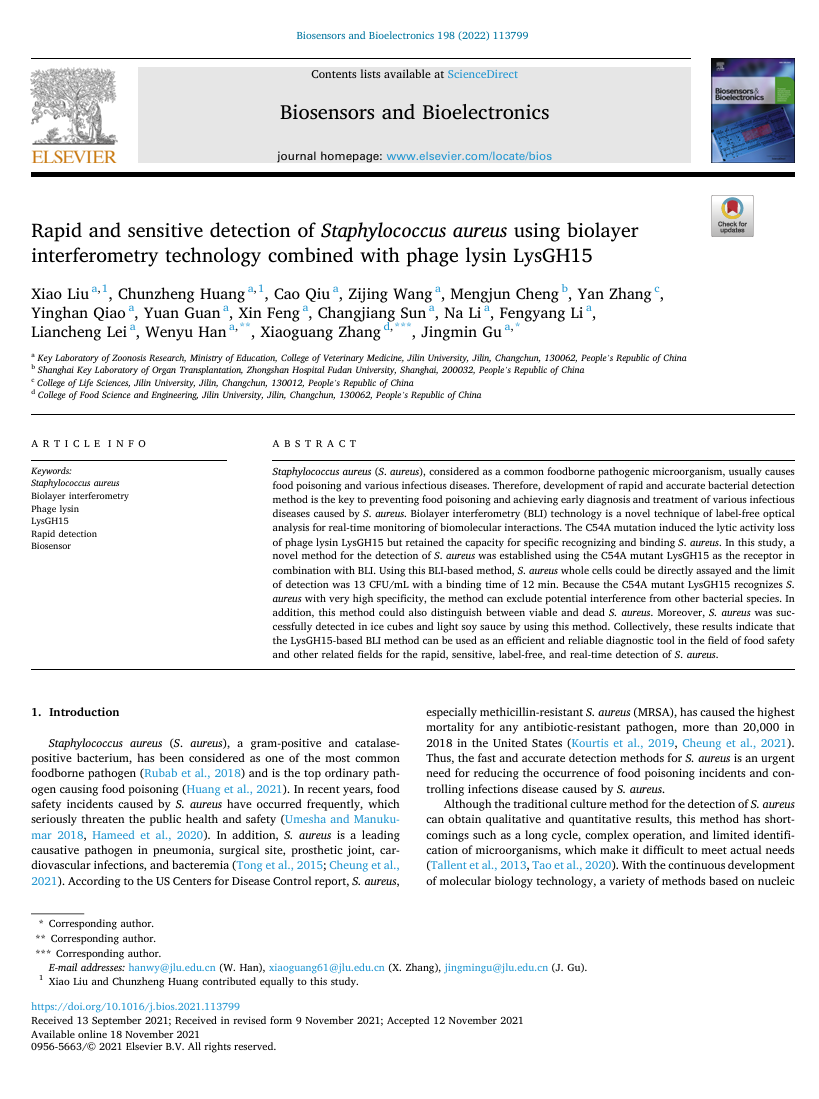 Biosensors and Bioelectronics 198 (2022) 113799
Contents lists available at ScienceDirect
Biosensors and Bioelectronics
journal homepage: www.elsevier.com/locate/bios
ELSEVIER
Biosensors & Bioelectronics
Check for updates
Rapid and sensitive detection of Staphylococcus aureus using biolayer
interferometry technology combined with phage lysin LysGH15
Xiao Liu a,1, Chunzheng Huang a,1, Cao Qiu a, Zijing Wang a, Mengjun Cheng b, Yan Zhang c,
Yinghan Qiao a, Yuan Guan a, Xin Feng a, Changjiang Sun a, Na Li a, Fengyang Li a,
Liancheng Lei a, Wenyu Han a,**, Xiaoguang Zhang d,***, Jingmin Gu a,*
a Key Laboratory of Zoonosis Research, Ministry of Education, College of Veterinary Medicine, Jilin University, Jilin, Changchun, 130062, People's Republic of China
b Shanghai Key Laboratory of Organ Transplantation, Zhongshan Hospital Fudan University, Shanghai, 200032, People's Republic of China
c College of Life Sciences, Jilin University, Jilin, Changchun, 130012, People's Republic of China
d College of Food Science and Engineering, Jilin University, Jilin, Changchun, 130062, People's Republic of China
ARTICLE INFO
Keywords:
Staphylococcus aureus
Biolayer interferometry
Phage lysin
LysGH15
Rapid detection
Biosensor
ABSTRACT
Staphylococcus aureus (S. aureus), considered as a common foodborne pathogenic microorganism, usually causes
food poisoning and various infectious diseases. Therefore, development of rapid and accurate bacterial detection
method is the key to preventing food poisoning and achieving early diagnosis and treatment of various infectious
diseases caused by S. aureus. Biolayer interferometry (BLI) technology is a novel technique of label-free optical
analysis for real-time monitoring of biomolecular interactions. The C54A mutation induced the lytic activity loss
of phage lysin LysGH15 but retained the capacity for specific recognizing and binding S. aureus. In this study, a
novel method for the detection of S. aureus was established using the C54A mutant LysGH15 as the receptor in
combination with BLI. Using this BLI-based method, S. aureus whole cells could be directly assayed and the limit
of detection was 13 CFU/mL with a binding time of 12 min. Because the C54A mutant LysGH15 recognizes S.
aureus with very high specificity, the method can exclude potential interference from other bacterial species. In
addition, this method could also distinguish between viable and dead S. aureus. Moreover, S. aureus was suc-
cessfully detected in ice cubes and light soy sauce by using this method. Collectively, these results indicate that
the LysGH15-based BLI method can be used as an efficient and reliable diagnostic tool in the field of food safety
and other related fields for the rapid, sensitive, label-free, and real-time detection of S. aureus.
1. Introduction
Staphylococcus aureus (S. aureus), a gram-positive and catalase-
positive bacterium, has been considered as one of the most common
foodborne pathogen (Rubab et al., 2018) and is the top ordinary path-
ogen causing food poisoning (Huang et al., 2021). In recent years, food
safety incidents caused by S. aureus have occurred frequently, which
seriously threaten the public health and safety (Umesha and Manuku-
mar 2018, Hameed et al., 2020). In addition, S. aureus is a leading
causative pathogen in pneumonia, surgical site, prosthetic joint, car-
diovascular infections, and bacteremia (Tong et al., 2015; Cheung et al.,
2021). According to the US Centers for Disease Control report, S. aureus,
especially methicillin-resistant S. aureus (MRSA), has caused the highest
mortality for any antibiotic-resistant pathogen, more than 20,000 in
2018 in the United States (Kourtis et al., 2019, Cheung et al., 2021).
Thus, the fast and accurate detection methods for S. aureus is an urgent
need for reducing the occurrence of food poisoning incidents and con-
trolling infections disease caused by S. aureus.
Although the traditional culture method for the detection of S. aureus
can obtain qualitative and quantitative results, this method has short-
comings such as a long cycle, complex operation, and limited identifi-
cation of microorganisms, which make it difficult to meet actual needs
(Tallent et al., 2013, Tao et al., 2020). With the continuous development
of molecular biology technology, a variety of methods based on nucleic
* Corresponding author.
** Corresponding author.
*** Corresponding author.
E-mail addresses: hanwy@jlu.edu.cn (W. Han), xiaoguang61@jlu.edu.cn (X. Zhang), jingmingu@jlu.edu.cn (J. Gu).
1 Xiao Liu and Chunzheng Huang contributed equally to this study.
https://doi.org/10.1016/j.bios.2021.113799
Received 13 September 2021; Received in revised form 9 November 2021; Accepted 12 November 2021
Available online 18 November 2021
0956-5663/© 2021 Elsevier B.V. All rights reserved.